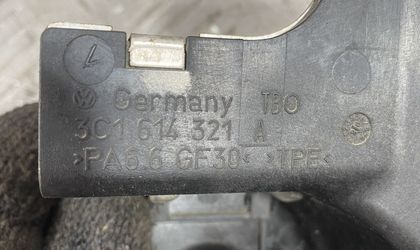 Germany TBO
3C1 614 321 A
>PA6.6 GF30< >TPE<